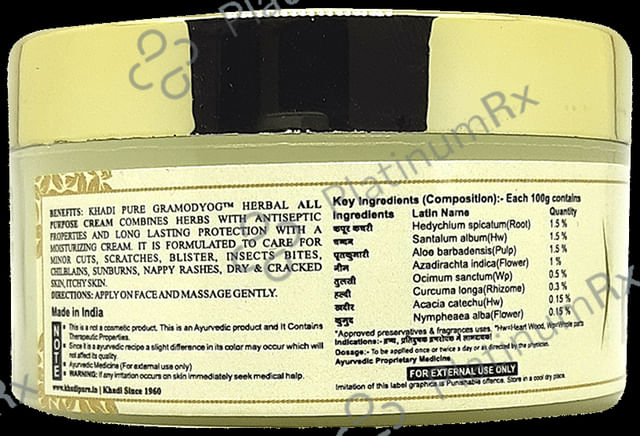 BENEFITS: KHADI PURE GRAMODYOG™ HERBAL ALL
PURPOSE CREAM COMBINES HERBS WITH ANTISEPTIC
PROPERTIES AND LONG LASTING PROTECTION WITH A
MOISTURIZING CREAM. IT IS FORMULATED TO CARE FOR
MINOR CUTS, SCRATCHES, BLISTER, INSECTS BITES,
CHILBLAINS, SUNBURNS, NAPPY RASHES, DRY & CRACKED
SKIN, ITCHY SKIN.
DIRECTIONS: APPLY ON FACE AND MASSAGE GENTLY.
Made in India
NOTE
This is a not a cosmetic product. This is an Ayurvedic product and It Contains
Therapeutic Properties.
Since it is a ayurvedic recipe a slight difference in its color may occur which will
not affect its quality.
Ayurvedic Medicine (For external use only)
WARNING: if any irritation occurs on skin immediately seek medical help.
www.khadipure.in | Khadi Since 1960
Key Ingredients (Composition):- Each 100g contains
Ingredients Latin Name Quantity
कपूर कचरी Hedychium spicatum(Root) 1.5 %
चन्दन Santalum album(Hw) 1.5 %
घृतकुमारी Aloe barbadensis(Pulp) 1.5 %
नीम Azadirachta indica(Flower) 1 %
तुलसी Ocimum sanctum(Wp) 0.5 %
हल्दी Curcuma longa(Rhizome) 0.3 %
खदीर Acacia catechu(Hw) 0.15 %
कुमुद Nympheaea alba(Flower) 0.15 %
*Approved preservatives & fragrances uses. *Hw=Heart Wood, Wp=Whole parts
Indications:-
Dosage:- To be applied once or twice a day or as directed by the physician.
Ayurvedic Proprietary Medicine
FOR EXTERNAL USE ONLY
Imitation of this label graphics is Punishable offence. Store in a cool dry place.
PlatinumRx
PlatinumRx